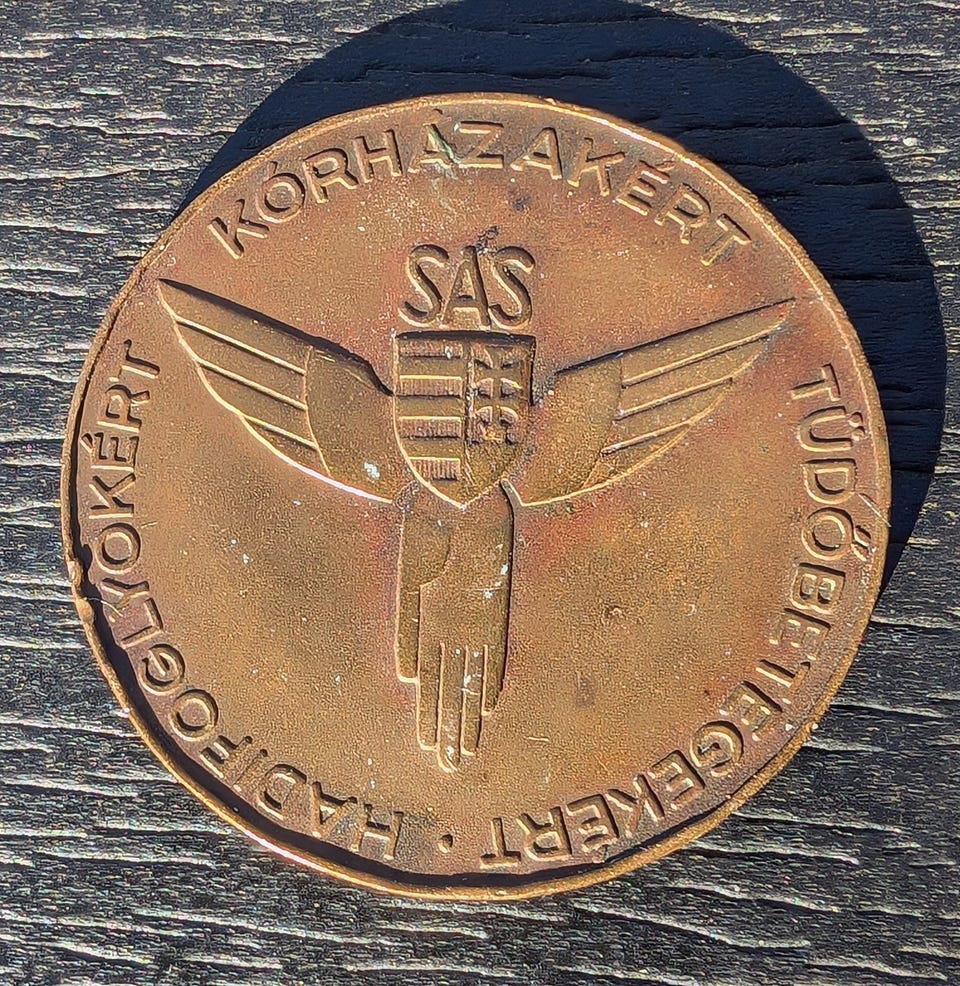 KÓRHÁZAKÉRT
TÜDŐBETEGEKÉRT ·
HADIFOGLYOKÉRT
SAS